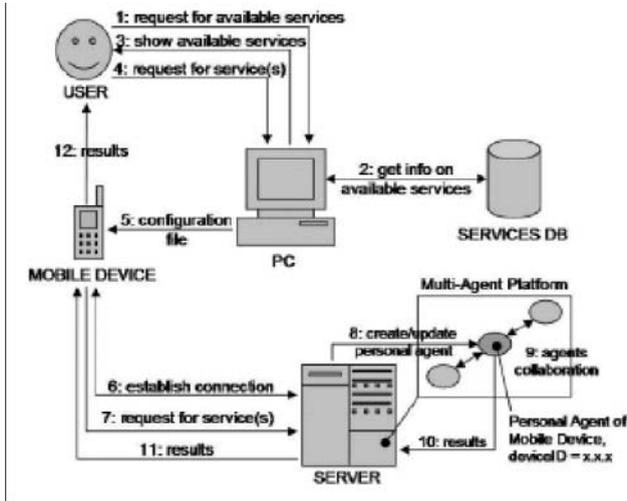 1: request for available services
3: show available services
4: request for service(s)
USER
12: results
2: get info on
available services
5: configuration
file
SERVICES DB
PC
MOBILE DEVICE
Multi-Agent Platform
8: create/update
personal agent
9: agents
collaboration
6: establish connection
7: request for service(s)
Personal Agent of
Mobile Device,
deviceID = x.x.x
10: results
11: results
SERVER